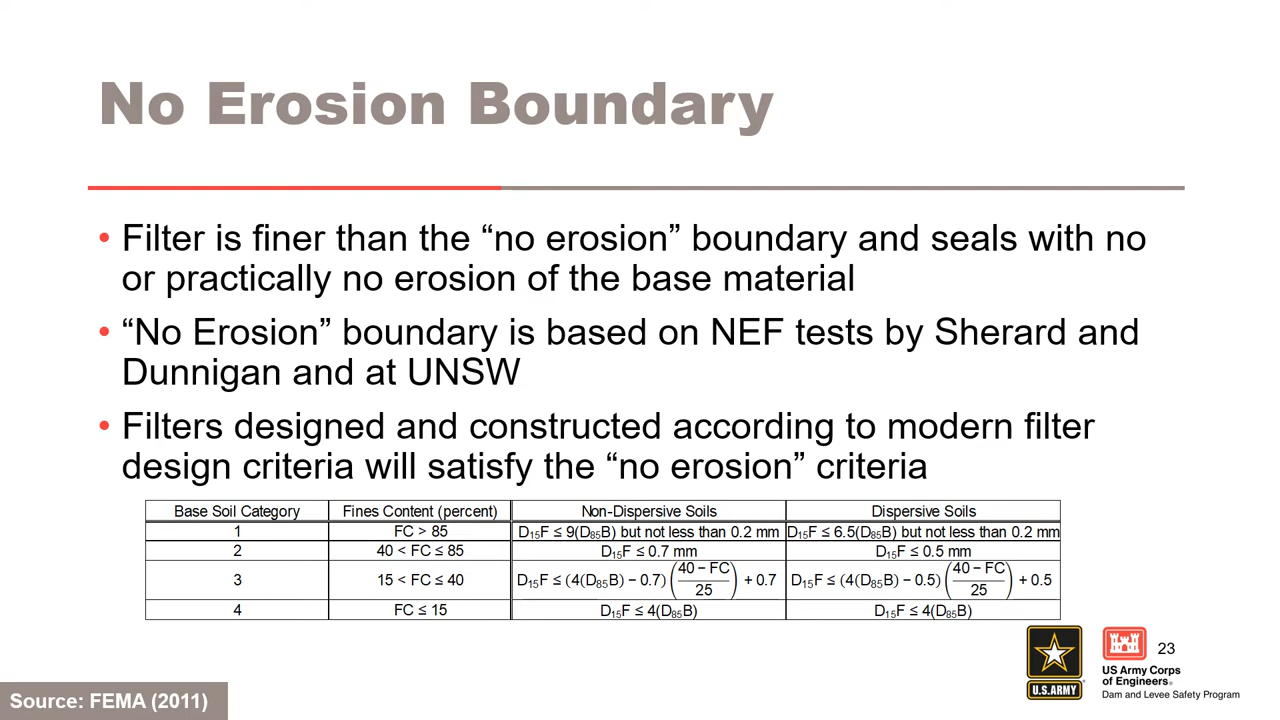 No Erosion Boundary
• Filter is finer than the “no erosion” boundary and seals with no
or practically no erosion of the base material
• “No Erosion” boundary is based on NEF tests by Sherard and
Dunnigan and at UNSW
• Filters designed and constructed according to modern filter
design criteria will satisfy the “no erosion” criteria
Base Soil Category Fines Content (percent) Non-Dispersive Soils Dispersive Soils
1 FC > 85 D₁₅F ≤ 9(D₈₅B) but not less than 0.2 mm D₁₅F ≤ 6.5(D₈₅B) but not less than 0.2 mm
2 40 < FC ≤ 85 D₁₅F ≤ 0.7 mm D₁₅F ≤ 0.5 mm
3 15 < FC ≤ 40 D₁₅F ≤ (4(D₈₅B) − 0.7) ((40 − FC)/25) + 0.7 D₁₅F ≤ (4(D₈₅B) − 0.5) ((40 − FC)/25) + 0.5
4 FC ≤ 15 D₁₅F ≤ 4(D₈₅B) D₁₅F ≤ 4(D₈₅B)
23
U.S.ARMY
US Army Corps
of Engineers®
Dam and Levee Safety Program
Source: FEMA (2011)